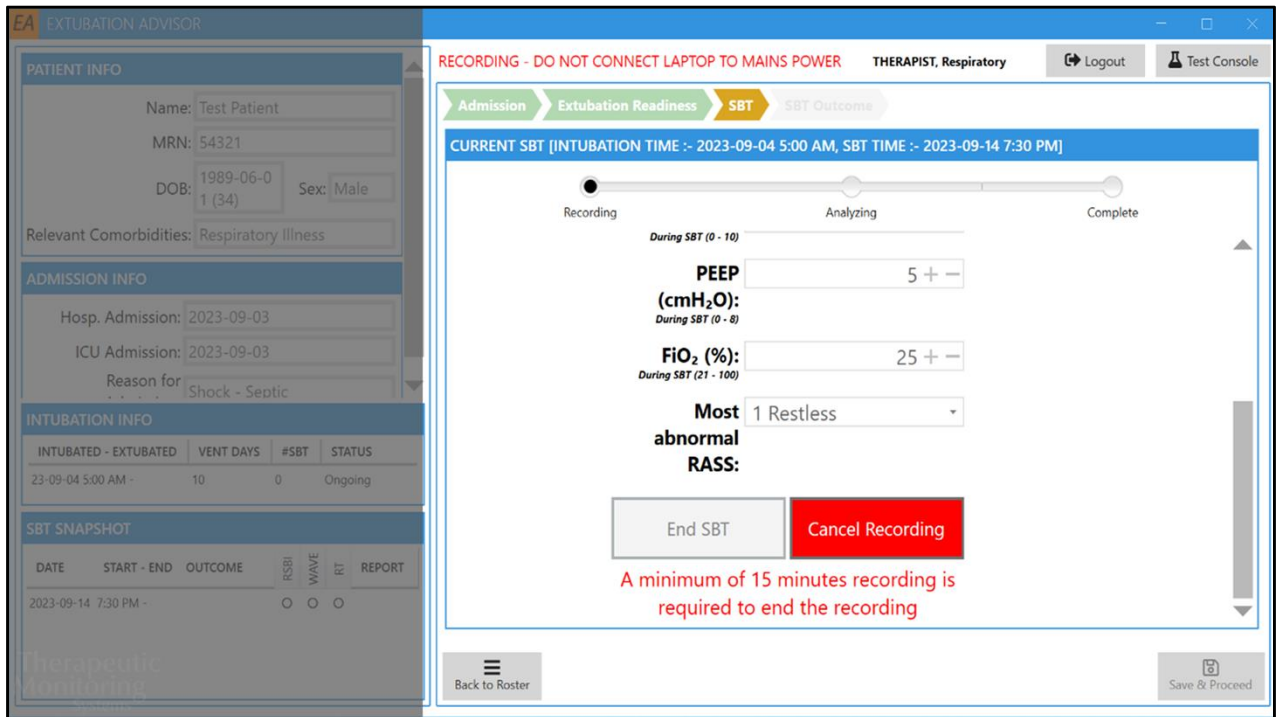 EA EXTUBATION ADVISOR
PATIENT INFO
Name: Test Patient
MRN: 54321
DOB: 1989-06-0
1 (34)
Sex: Male
Relevant Comorbidities: Respiratory Illness
ADMISSION INFO
Hosp. Admission: 2023-09-03
ICU Admission: 2023-09-03
Reason for
Shock - Septic
INTUBATION INFO
INTUBATED - EXTUBATED VENT DAYS #SBT STATUS
23-09-04 5:00 AM - 10 0 Ongoing
SBT SNAPSHOT
DATE START - END OUTCOME RSBI WAVE RT REPORT
2023-09-14 7:30 PM -
Therapeutic
Monitoring
Systems
RECORDING - DO NOT CONNECT LAPTOP TO MAINS POWER THERAPIST, Respiratory Logout Test Console
Admission Extubation Readiness SBT SBT Outcome
CURRENT SBT [INTUBATION TIME :- 2023-09-04 5:00 AM, SBT TIME :- 2023-09-14 7:30 PM]
Recording Analyzing Complete
During SBT (0 - 10)
PEEP
(cmH₂O):
During SBT (0 - 8)
5 + −
FiO₂ (%):
During SBT (21 - 100)
25 + −
Most
abnormal
RASS:
1 Restless
End SBT Cancel Recording
A minimum of 15 minutes recording is
required to end the recording
Back to Roster Save & Proceed